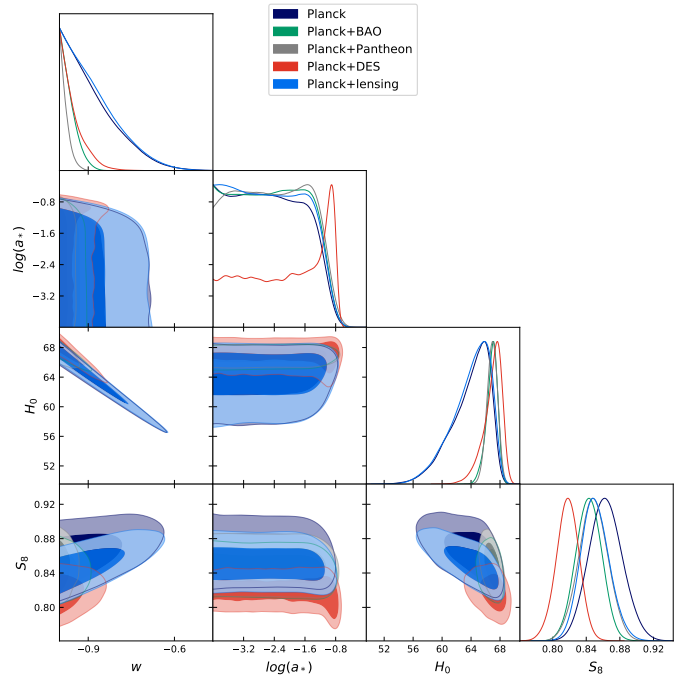 Planck
Planck+BAO
Planck+Pantheon
Planck+DES
Planck+lensing
−0.8
−1.6
−2.4
−3.2
log(a*)
68
64
60
56
52
H0
0.92
0.88
0.84
0.80
S8
−0.9 −0.6
−3.2 −2.4 −1.6 −0.8
52 56 60 64 68
0.80 0.84 0.88 0.92
w log(a*) H0 S8